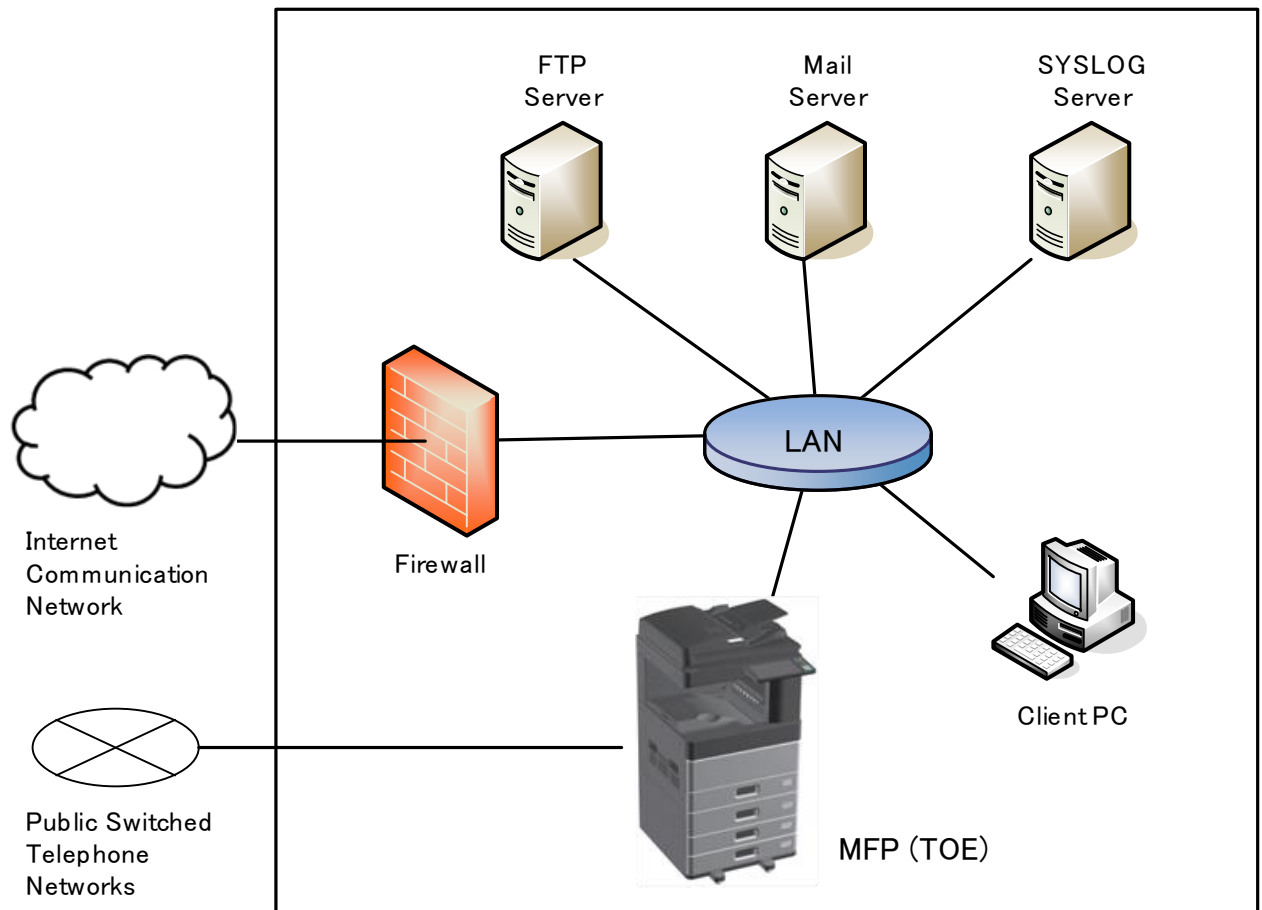 FTP
Server
Mail
Server
SYSLOG
Server
LAN
Internet
Communication
Network
Firewall
Client PC
Public Switched
Telephone
Networks
MFP (TOE)